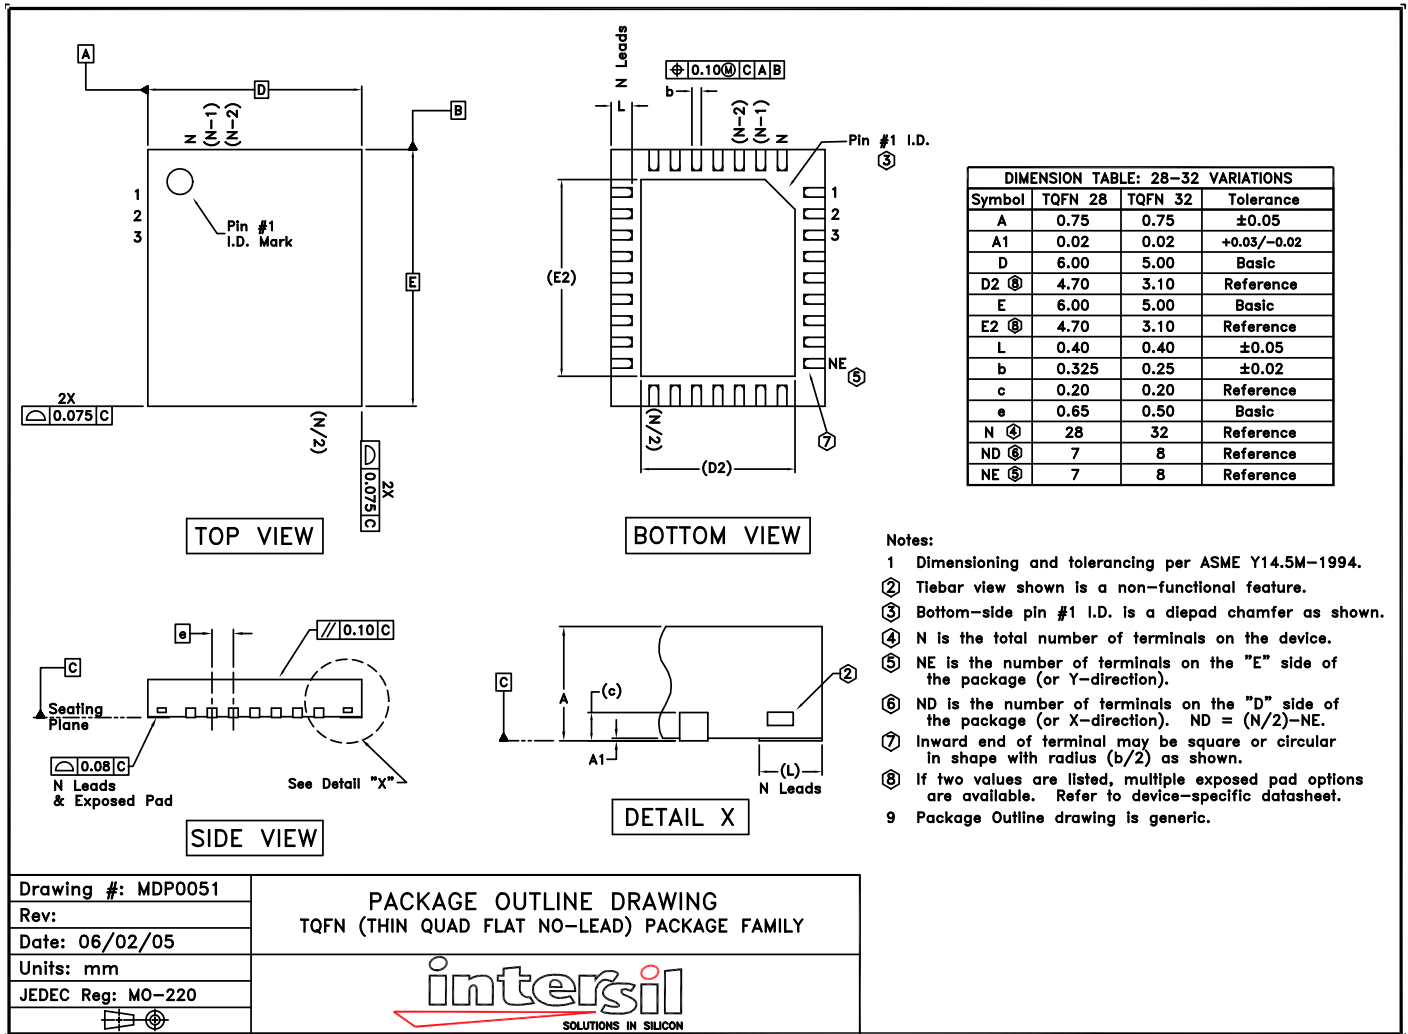 A
D
B
N
(N-1)
(N-2)
1
2
3
Pin #1
I.D. Mark
E
2X
0.075 C
(N/2)
2X
0.075 C
TOP VIEW
N Leads
L
⌖ 0.10Ⓜ C A B
b
(N-2)
(N-1)
N
Pin #1 I.D.
3
1
2
3
(E2)
NE
5
7
(N/2)
(D2)
BOTTOM VIEW
DIMENSION TABLE: 28-32 VARIATIONS
Symbol TQFN 28 TQFN 32 Tolerance
A 0.75 0.75 ±0.05
A1 0.02 0.02 +0.03/-0.02
D 6.00 5.00 Basic
D2 8 4.70 3.10 Reference
E 6.00 5.00 Basic
E2 8 4.70 3.10 Reference
L 0.40 0.40 ±0.05
b 0.325 0.25 ±0.02
c 0.20 0.20 Reference
e 0.65 0.50 Basic
N 4 28 32 Reference
ND 6 7 8 Reference
NE 5 7 8 Reference
e
// 0.10 C
C
Seating
Plane
0.08 C
N Leads
& Exposed Pad
See Detail "X"
SIDE VIEW
C
A
(c)
A1
2
(L)
N Leads
DETAIL X
Notes:
1 Dimensioning and tolerancing per ASME Y14.5M-1994.
2 Tiebar view shown is a non-functional feature.
3 Bottom-side pin #1 I.D. is a diepad chamfer as shown.
4 N is the total number of terminals on the device.
5 NE is the number of terminals on the "E" side of
the package (or Y-direction).
6 ND is the number of terminals on the "D" side of
the package (or X-direction). ND = (N/2)-NE.
7 Inward end of terminal may be square or circular
in shape with radius (b/2) as shown.
8 If two values are listed, multiple exposed pad options
are available. Refer to device-specific datasheet.
9 Package Outline drawing is generic.
Drawing #: MDP0051
Rev:
Date: 06/02/05
Units: mm
JEDEC Reg: MO-220
PACKAGE OUTLINE DRAWING
TQFN (THIN QUAD FLAT NO-LEAD) PACKAGE FAMILY
intersil
SOLUTIONS IN SILICON